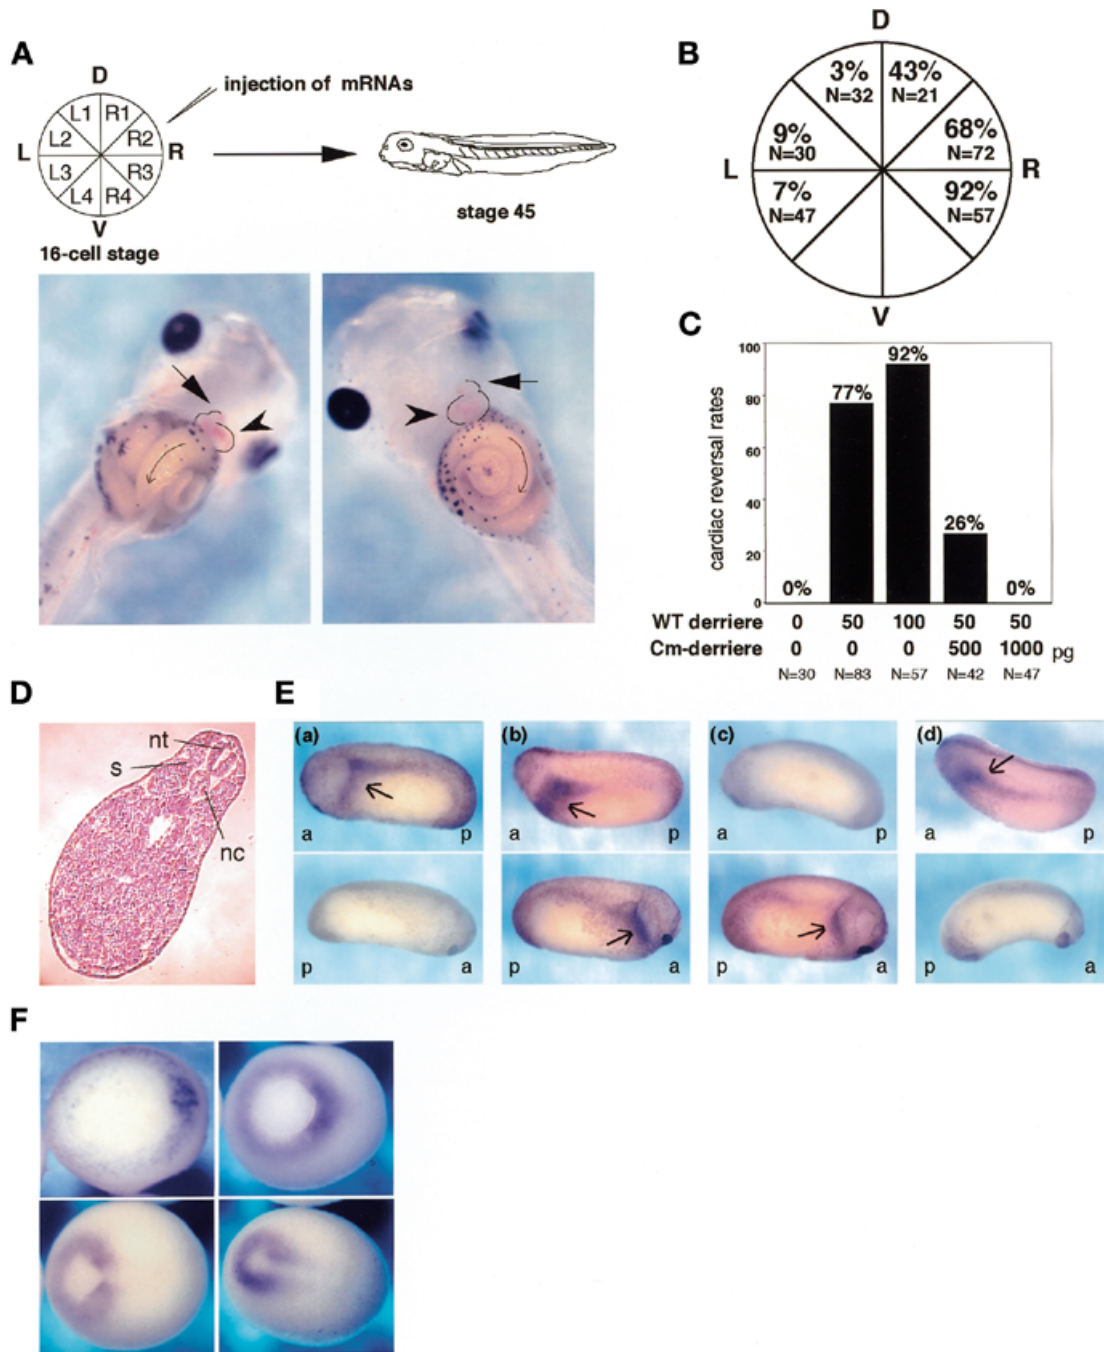 A
D
injection of mRNAs
L1 R1
L2 R2
L R
L3 R3
L4 R4
V
16-cell stage
stage 45
B
D
3% 43%
N=32 N=21
9% 68%
N=30 N=72
L R
7% 92%
N=47 N=57
V
C
cardiac reversal rates
100
80
60
40
20
0
0% 77% 92% 26% 0%
WT derriere 0 50 100 50 50
Cm-derriere 0 0 0 500 1000 pg
N=30 N=83 N=57 N=42 N=47
D
nt
s
nc
E
(a) (b) (c) (d)
a p a p a p a p
p a p a p a p a
F